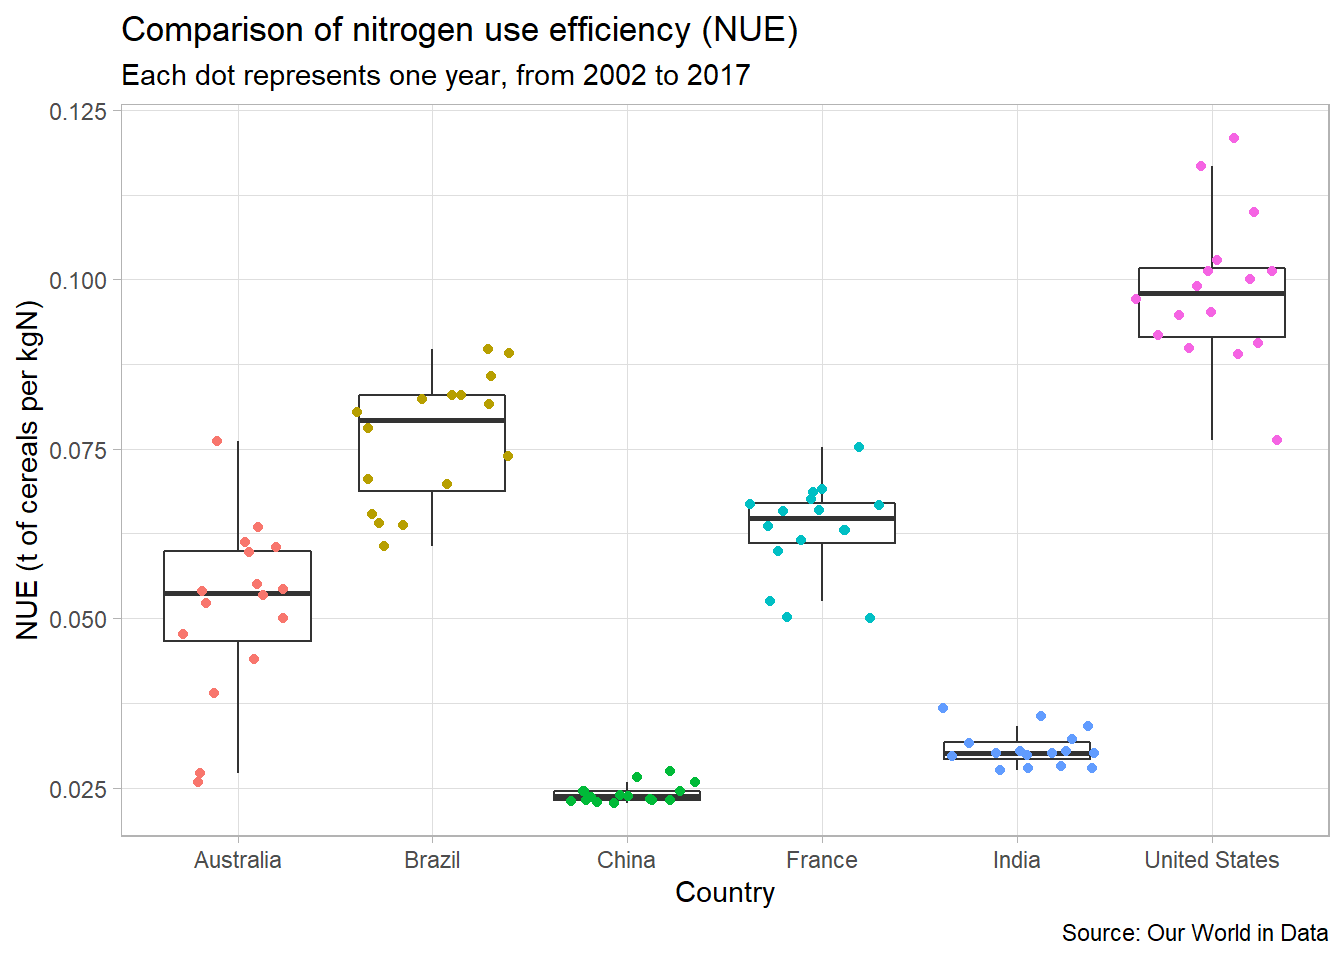 Comparison of nitrogen use efficiency (NUE)
Each dot represents one year, from 2002 to 2017
NUE (t of cereals per kgN)
0.125
0.100
0.075
0.050
0.025
Australia
Brazil
China
France
India
United States
Country
Source: Our World in Data